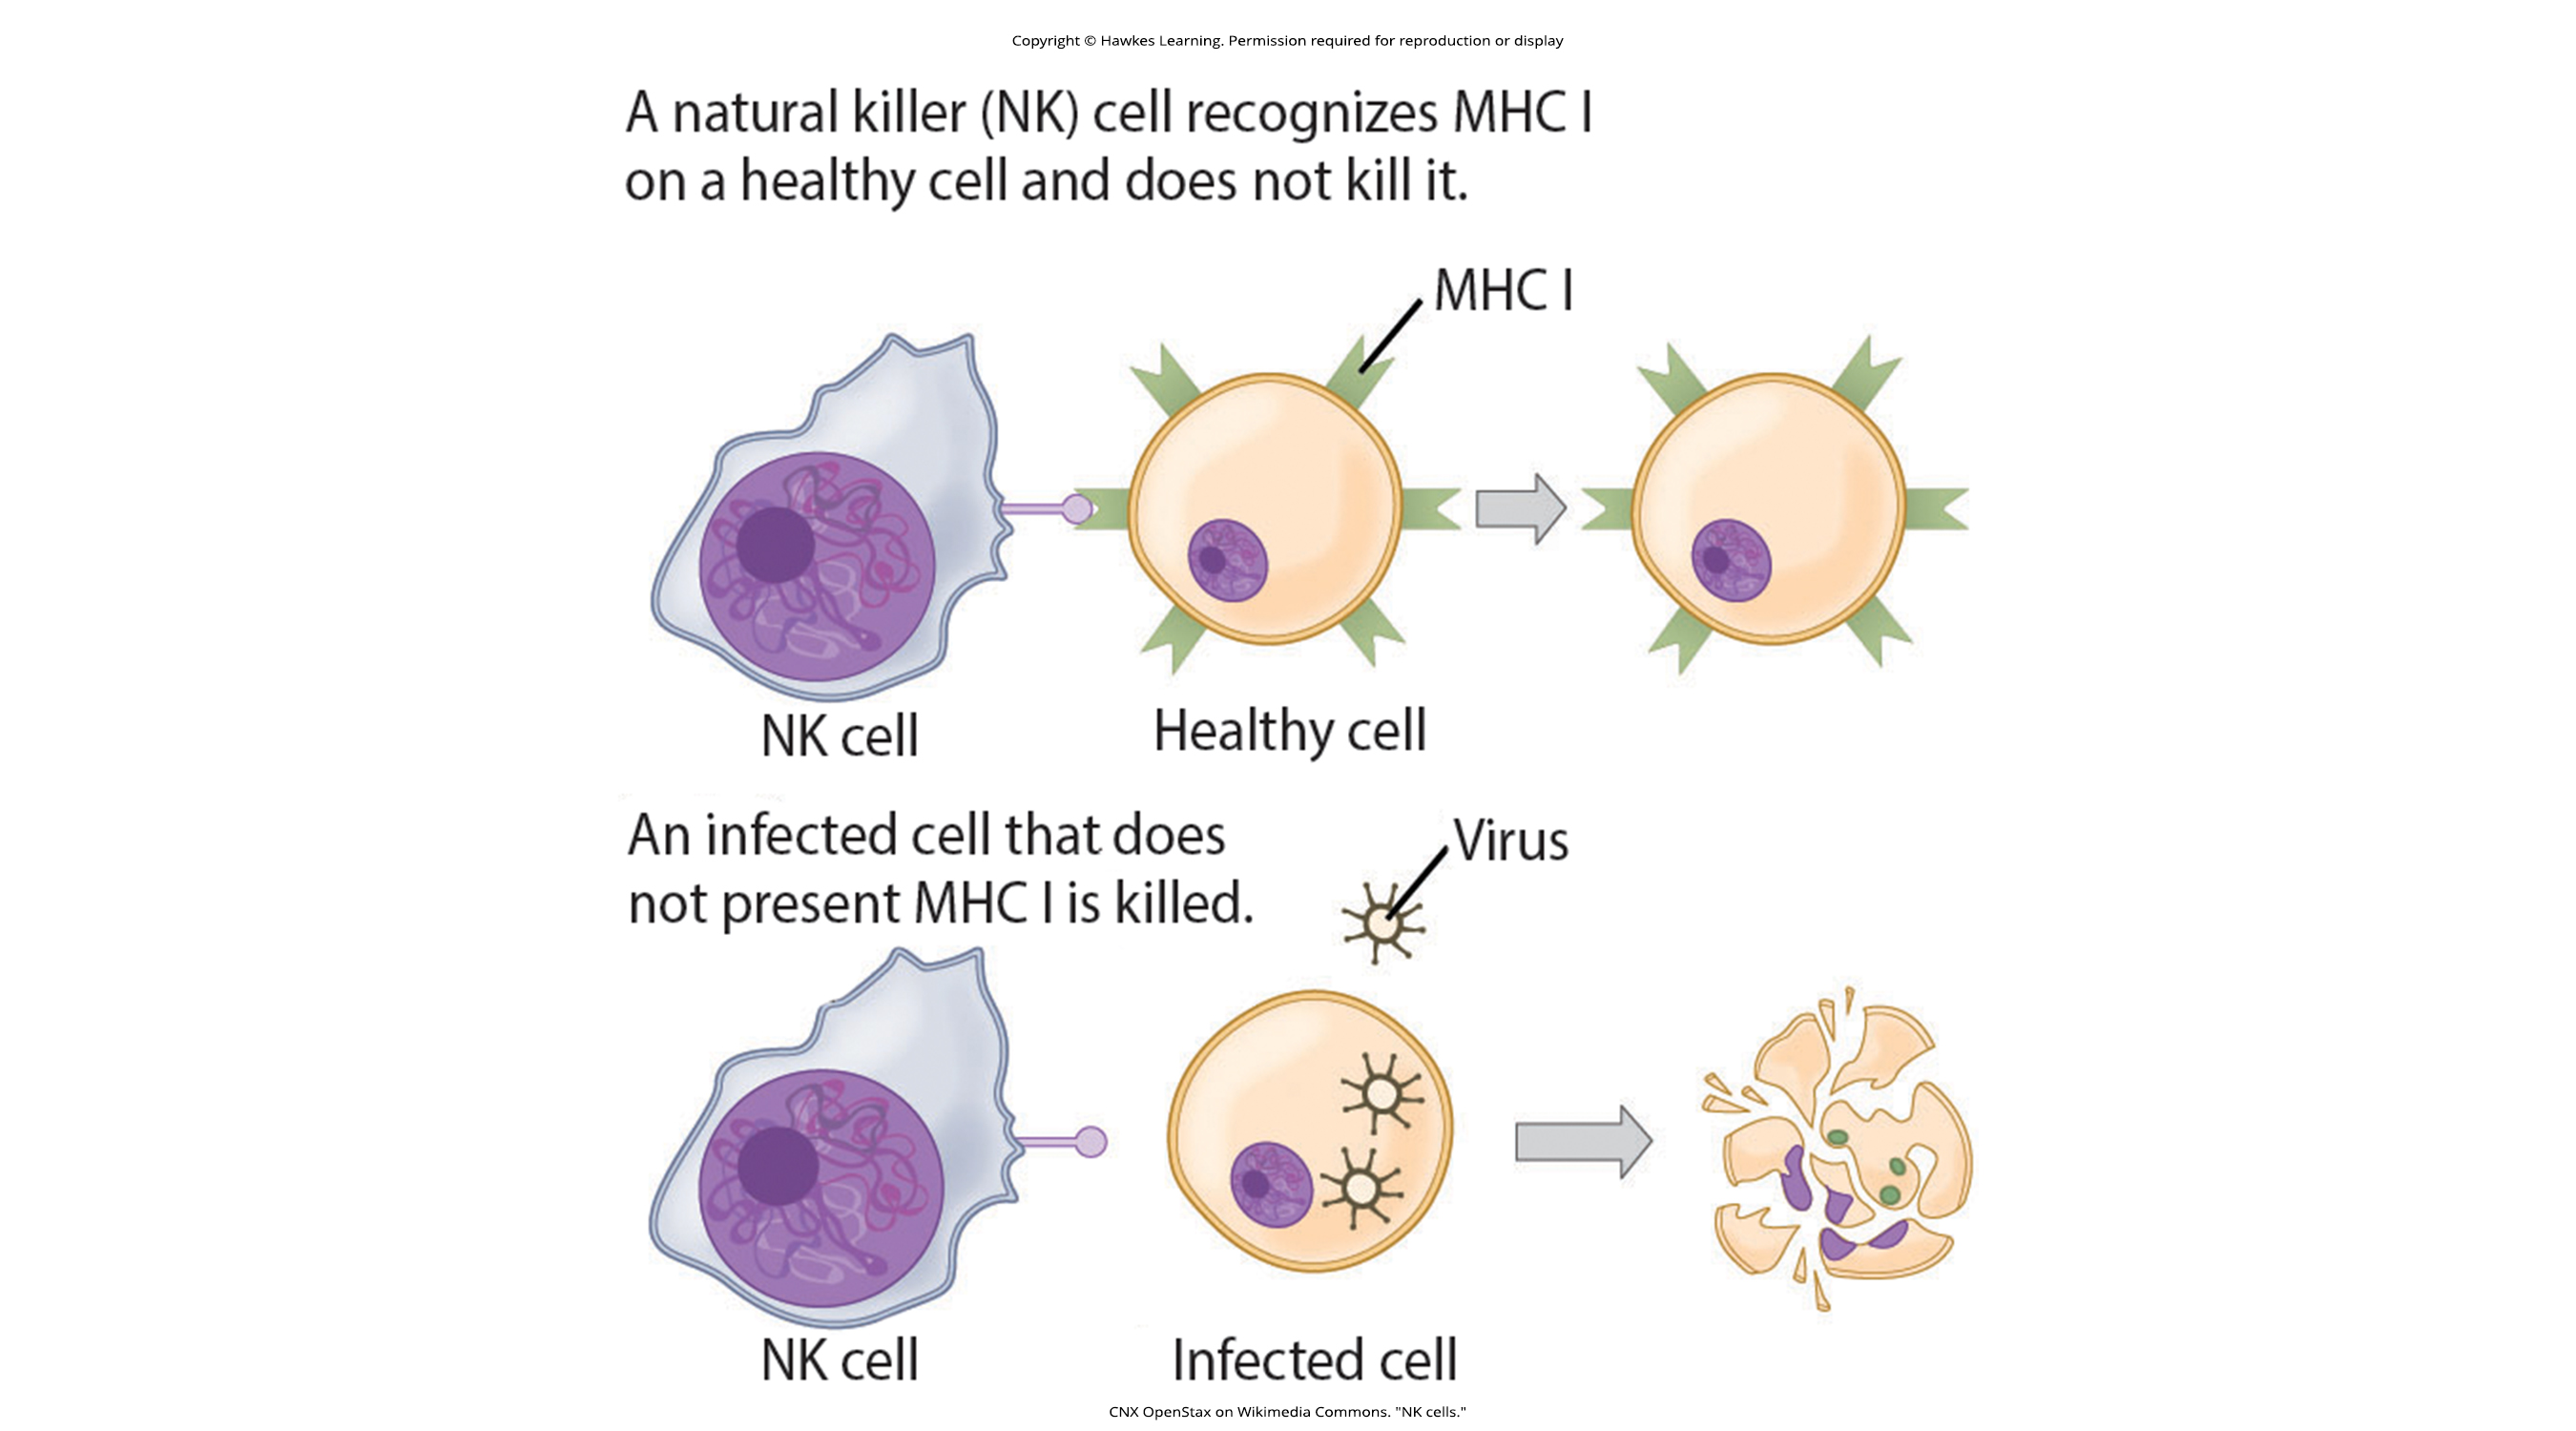 Copyright © Hawkes Learning. Permission required for reproduction or display
A natural killer (NK) cell recognizes MHC I
on a healthy cell and does not kill it.
MHC I
NK cell
Healthy cell
An infected cell that does
not present MHC I is killed.
Virus
NK cell
Infected cell
CNX OpenStax on Wikimedia Commons. "NK cells."